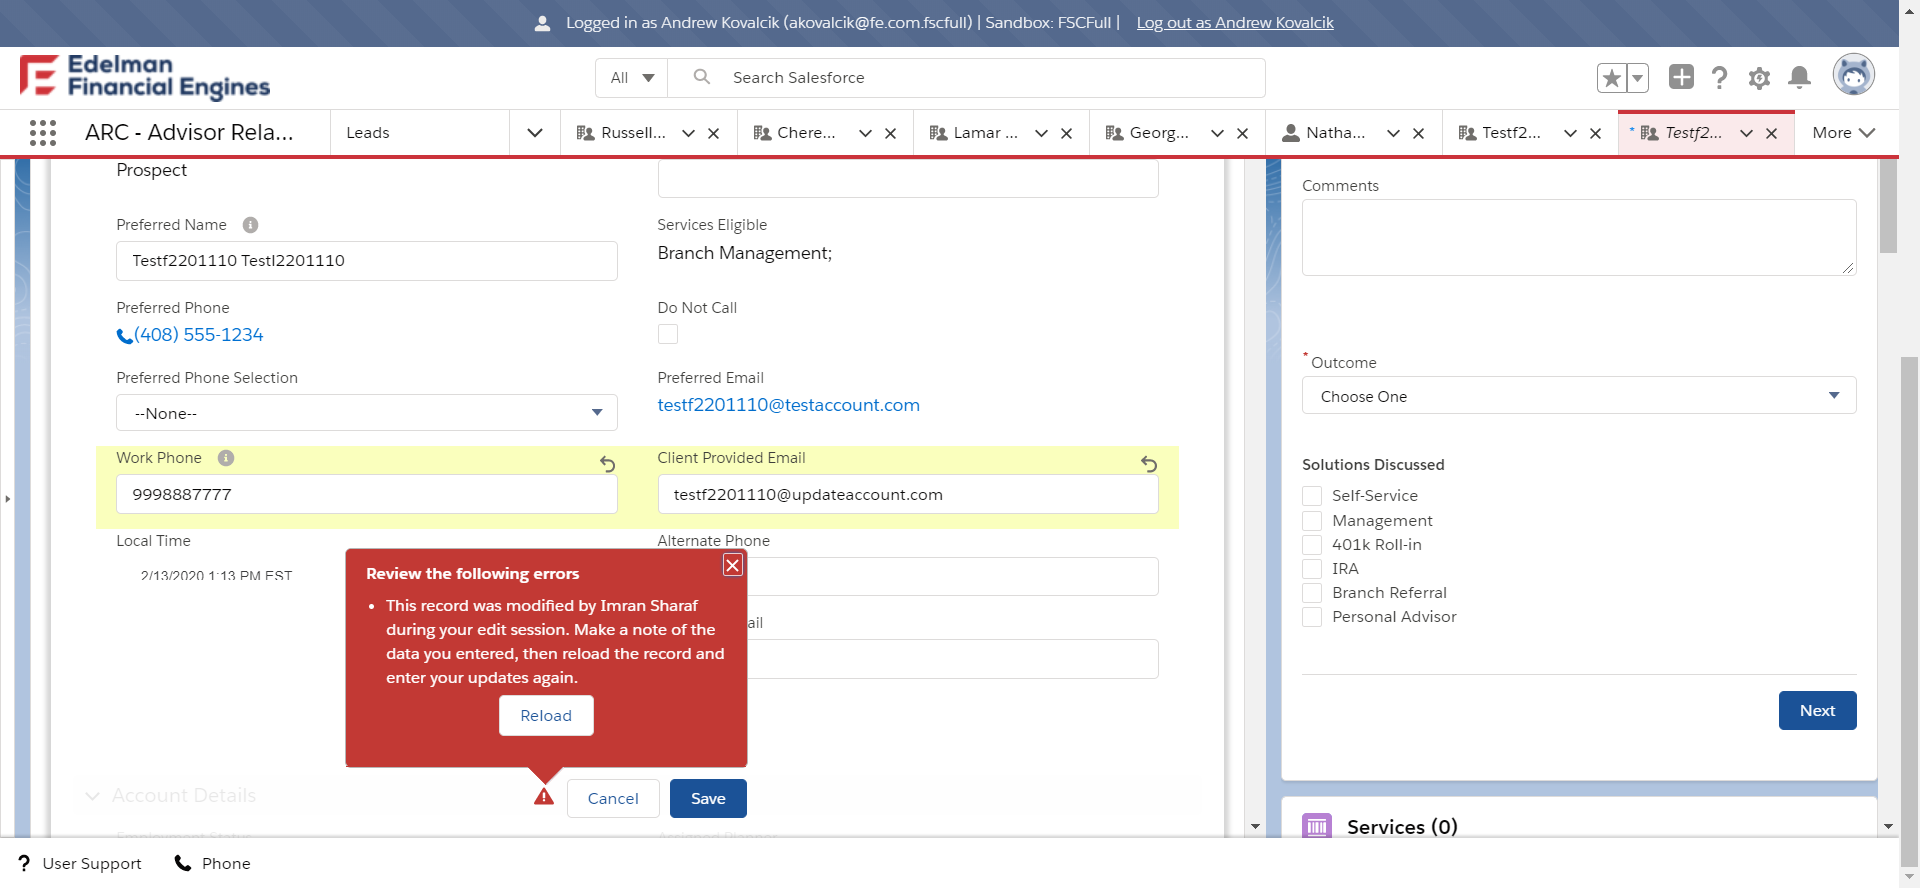 Logged in as Andrew Kovalcik (akovalcik@fe.com.fscfull) | Sandbox: FSCFull | Log out as Andrew Kovalcik
Edelman
Financial Engines
All
Search Salesforce
ARC - Advisor Rela...
Leads
Russell...
Chere...
Lamar ...
Georg...
Natha...
Testf2...
* Testf2...
More
Prospect
Preferred Name
Testf2201110 Testl2201110
Services Eligible
Branch Management;
Preferred Phone
(408) 555-1234
Do Not Call
Preferred Phone Selection
--None--
Preferred Email
testf2201110@testaccount.com
Work Phone
9998887777
Client Provided Email
testf2201110@updateaccount.com
Local Time
2/13/2020 1:13 PM EST
Alternate Phone
ail
Review the following errors
• This record was modified by Imran Sharaf
during your edit session. Make a note of the
data you entered, then reload the record and
enter your updates again.
Reload
Account Details
Cancel
Save
Employment Status
Assigned Planner
Comments
* Outcome
Choose One
Solutions Discussed
Self-Service
Management
401k Roll-in
IRA
Branch Referral
Personal Advisor
Next
Services (0)
? User Support
Phone